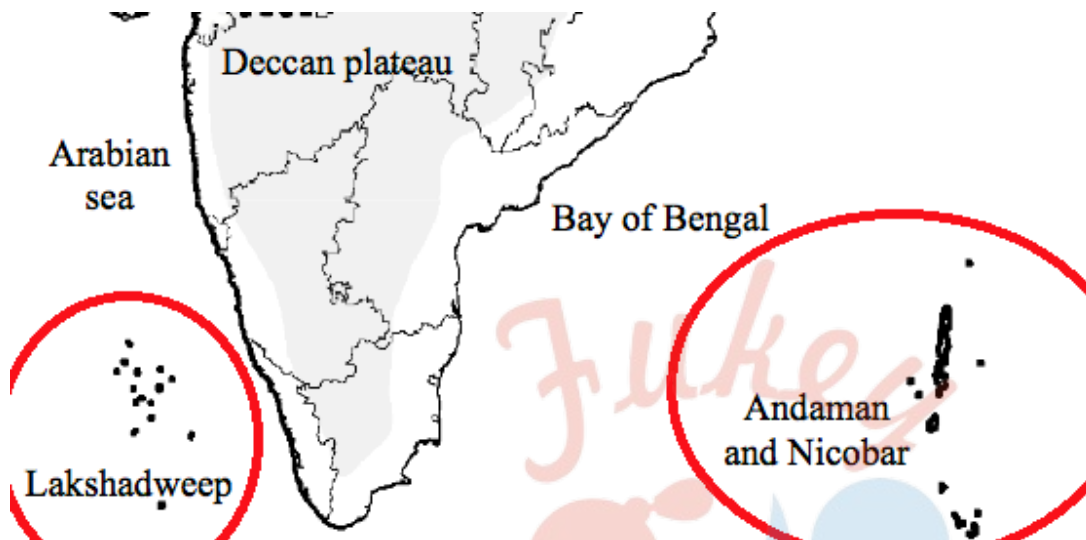 Deccan plateau
Arabian
sea
Bay of Bengal
Andaman
and Nicobar
Lakshadweep